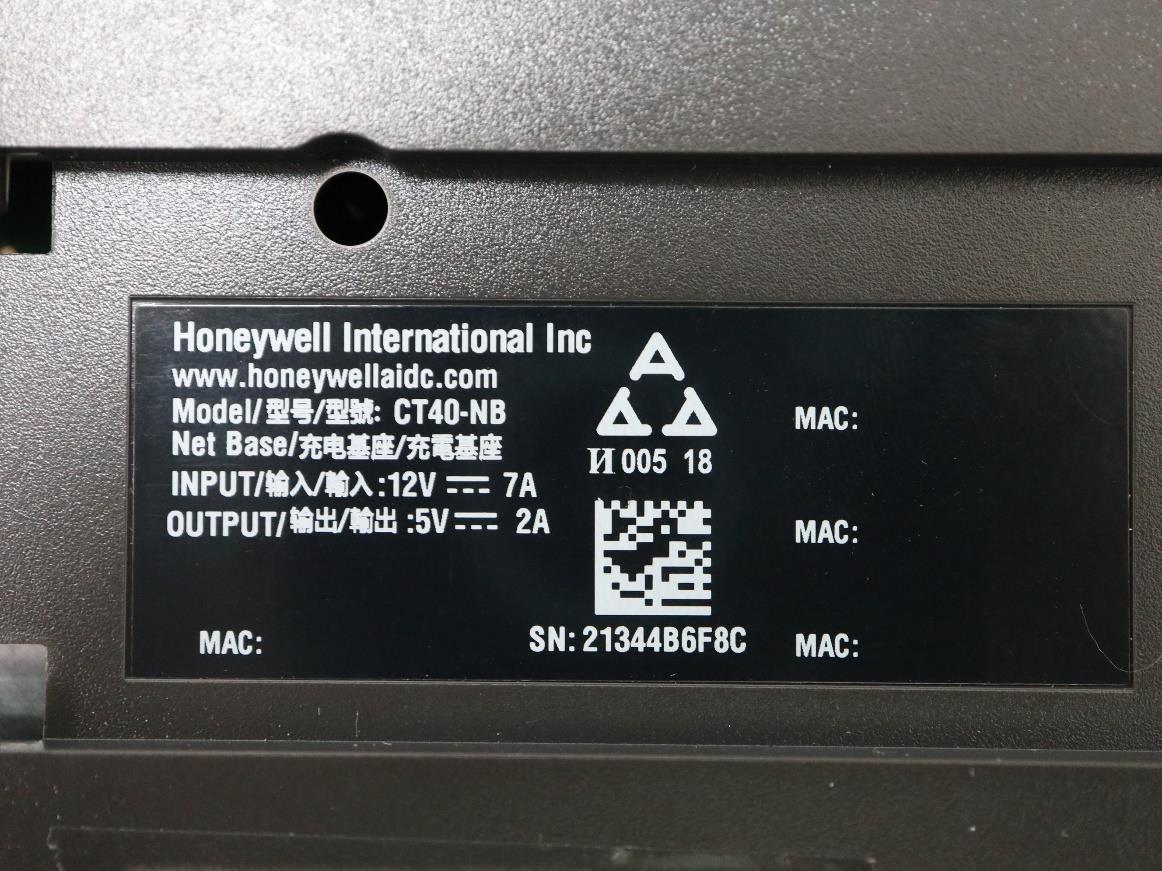 Honeywell International Inc
www.honeywellaidc.com
Model/型号/型號: CT40-NB
Net Base/充电基座/充電基座
INPUT/输入/輸入:12V ⎓ 7A
OUTPUT/输出/輸出:5V ⎓ 2A
И 005 18
SN: 21344B6F8C
MAC:
MAC:
MAC:
MAC: